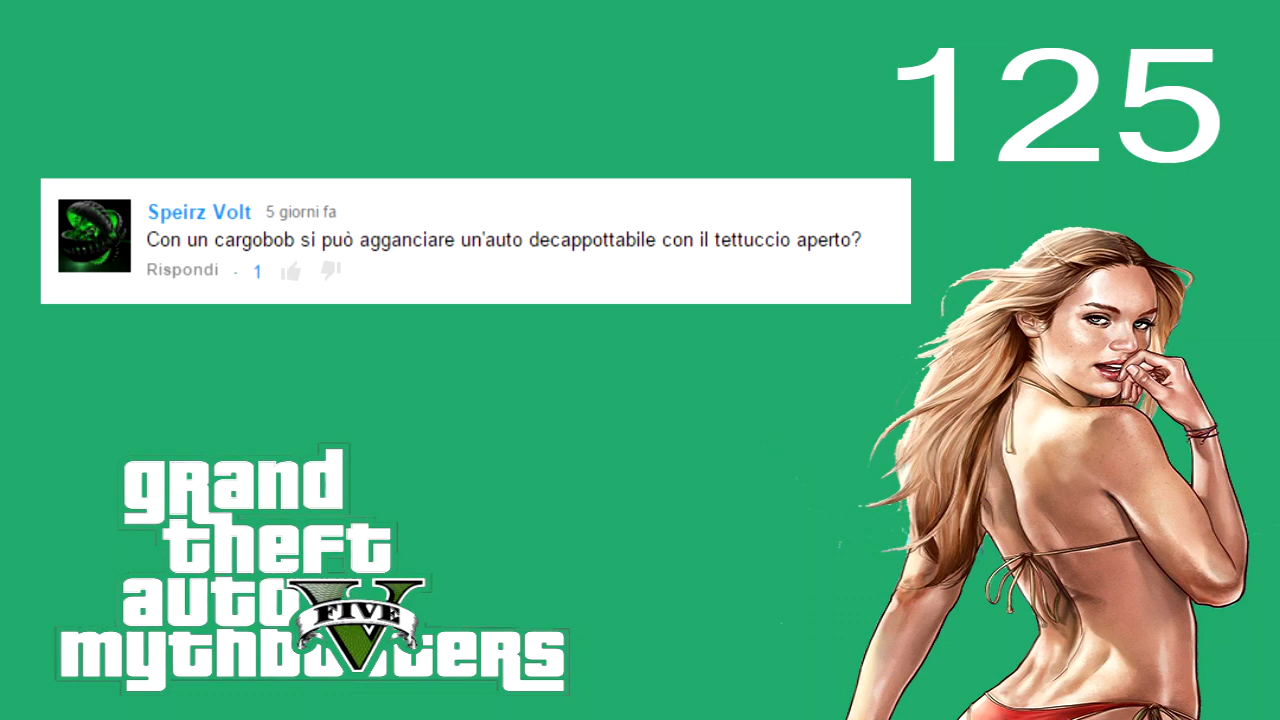 125
Speirz Volt 5 giorni fa
Con un cargobob si può agganciare un'auto decappottabile con il tettuccio aperto?
Rispondi · 1
grand
theft
auto
FIVE